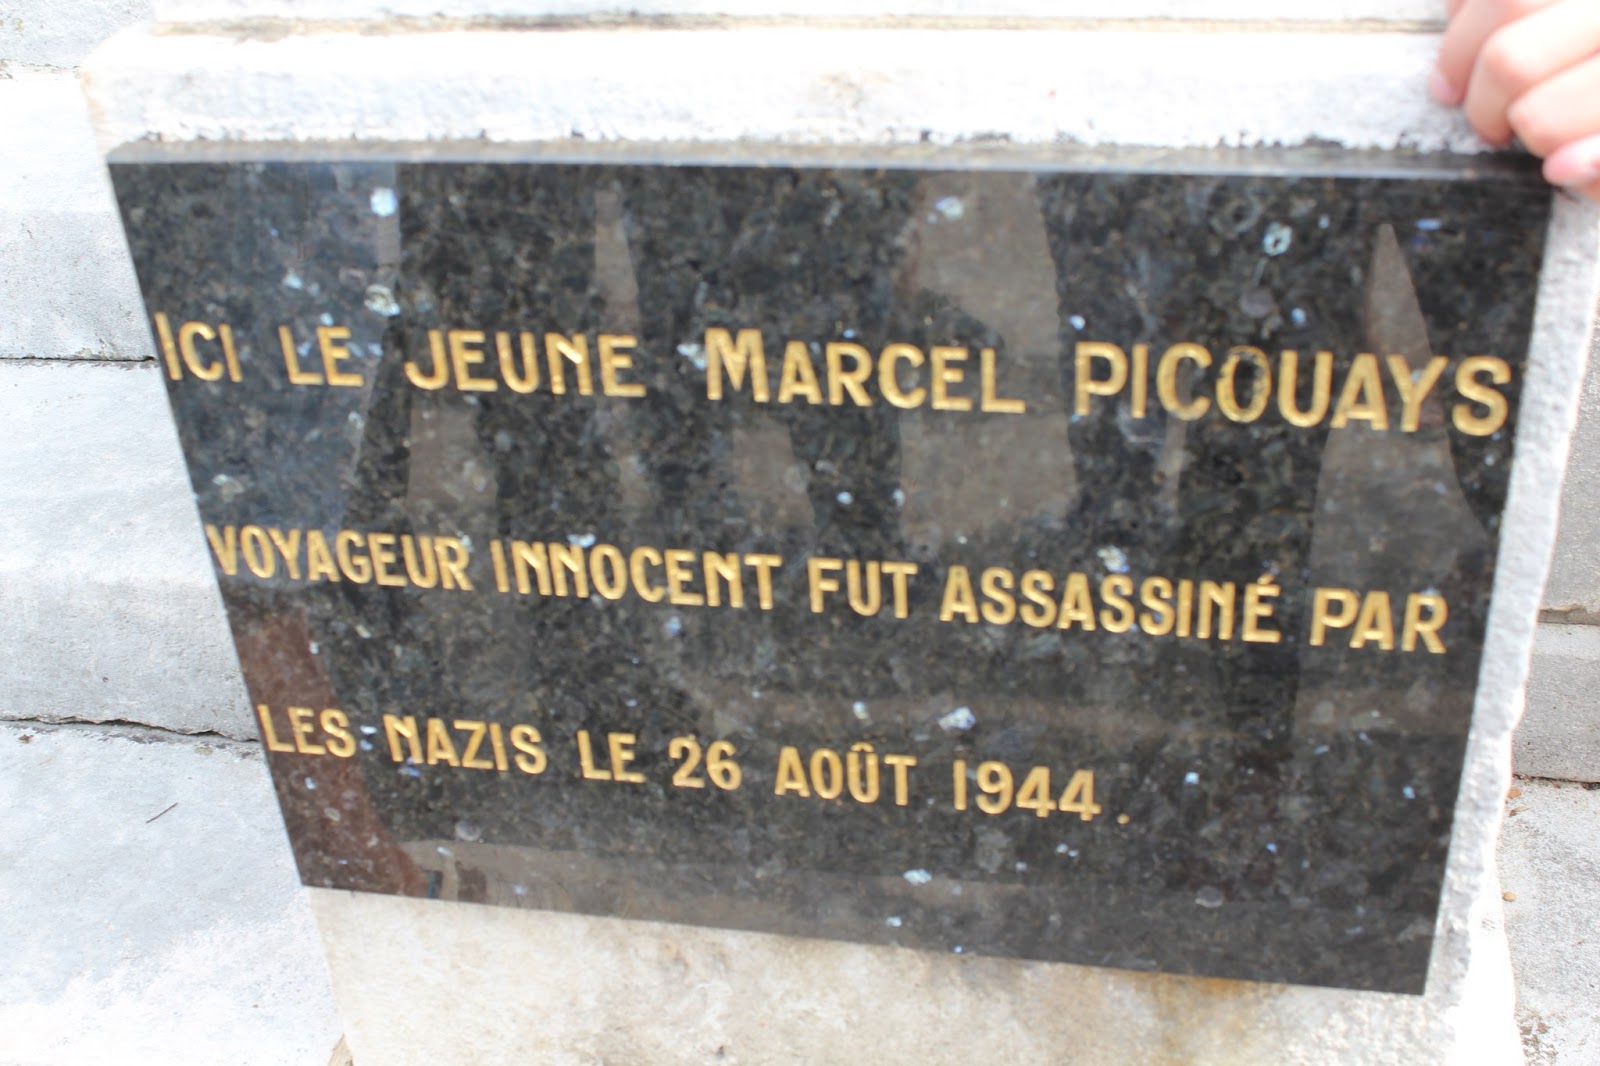 ICI LE JEUNE MARCEL PICOUAYS
VOYAGEUR INNOCENT FUT ASSASSINÉ PAR
LES NAZIS LE 26 AOÛT 1944.